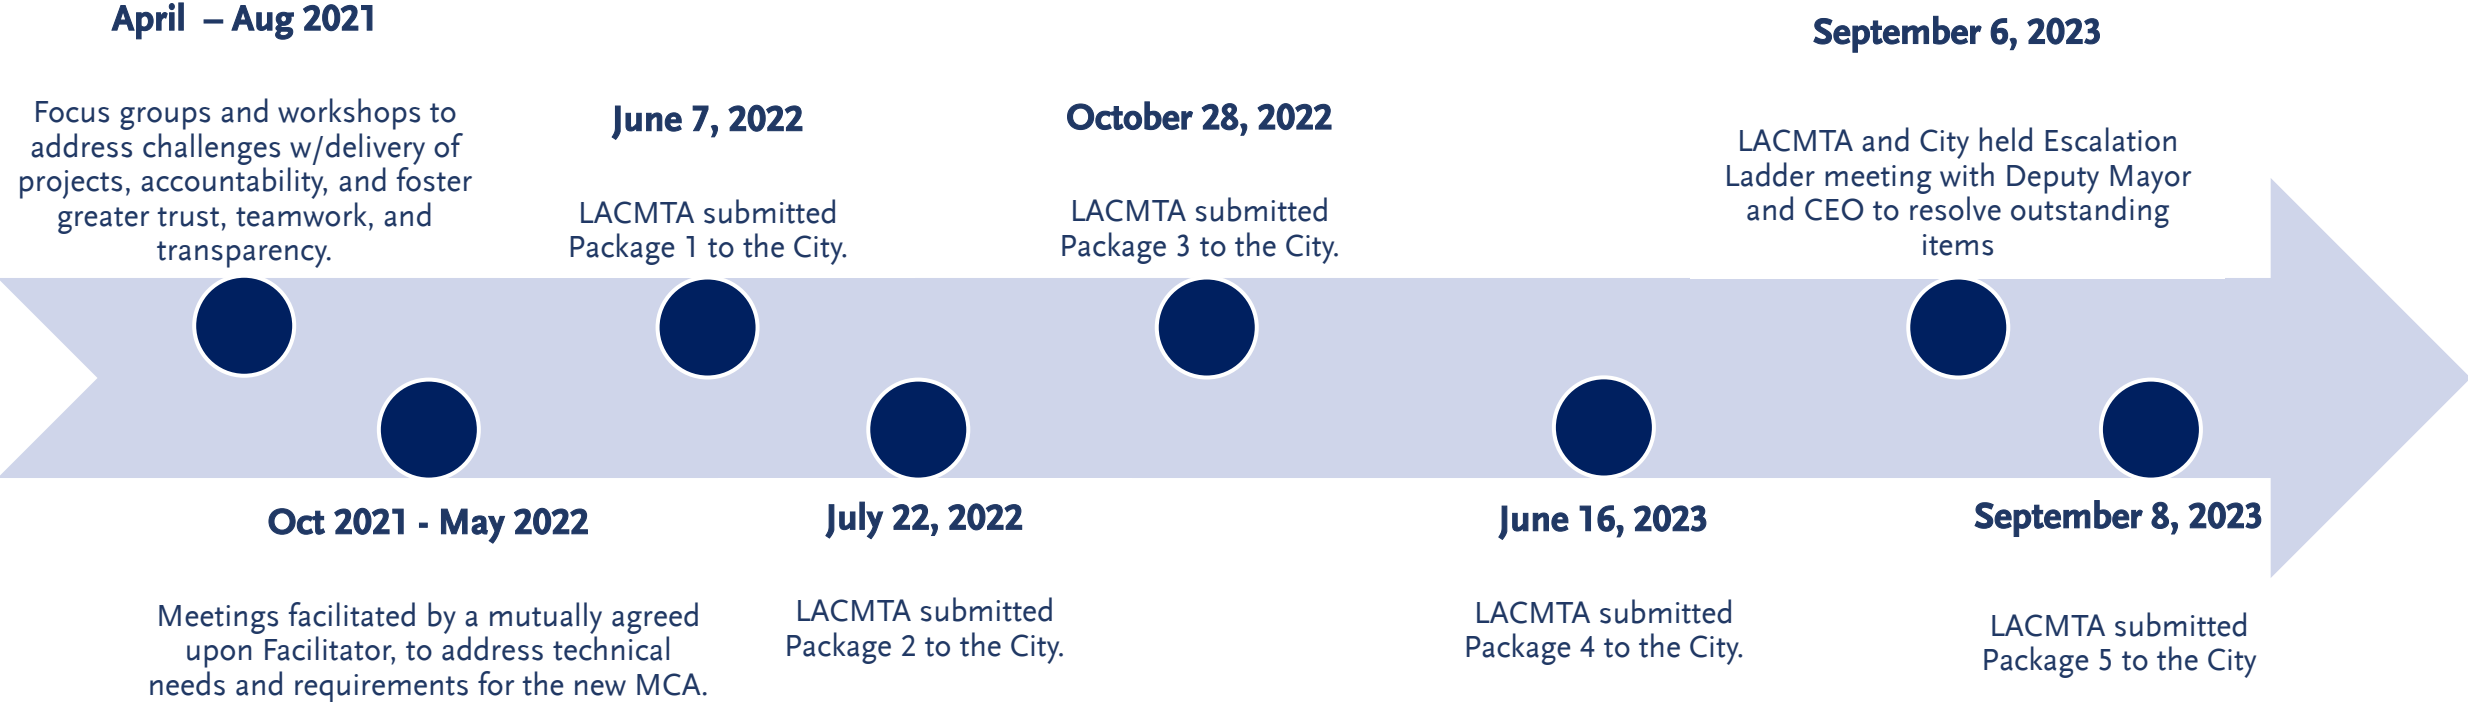 April – Aug 2021
Focus groups and workshops to
address challenges w/delivery of
projects, accountability, and foster
greater trust, teamwork, and
transparency.
Oct 2021 - May 2022
Meetings facilitated by a mutually agreed
upon Facilitator, to address technical
needs and requirements for the new MCA.
June 7, 2022
LACMTA submitted
Package 1 to the City.
July 22, 2022
LACMTA submitted
Package 2 to the City.
October 28, 2022
LACMTA submitted
Package 3 to the City.
June 16, 2023
LACMTA submitted
Package 4 to the City.
September 6, 2023
LACMTA and City held Escalation
Ladder meeting with Deputy Mayor
and CEO to resolve outstanding
items
September 8, 2023
LACMTA submitted
Package 5 to the City